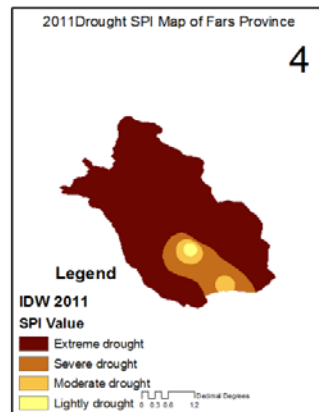 2011Drought SPI Map of Fars Province
4
Legend
IDW 2011
SPI Value
Extreme drought
Severe drought
Moderate drought
Lightly drought
0 0.3 0.6 1.2 Decimal Degrees